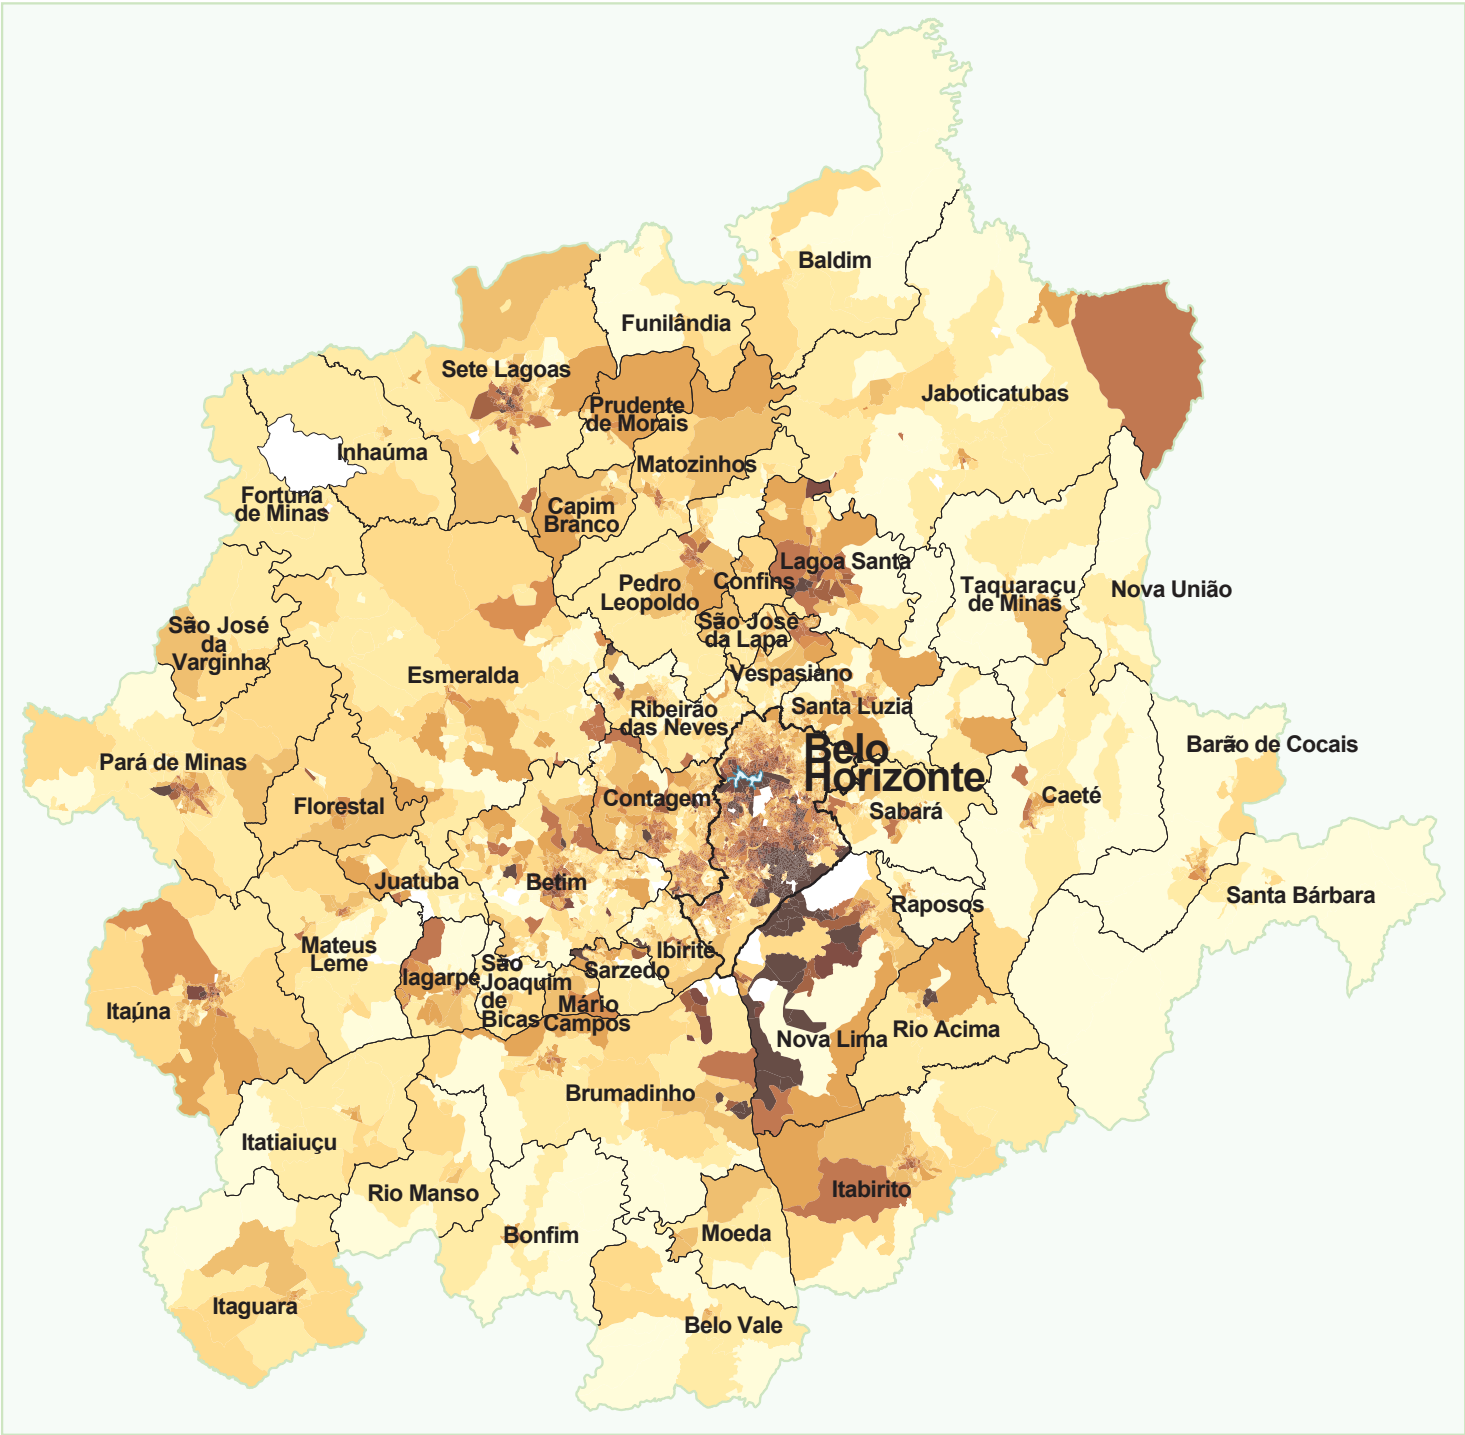 Baldim
Funilândia
Sete Lagoas
Jaboticatubas
Prudente
de Morais
Inhaúma
Matozinhos
Fortuna
de Minas
Capim
Branco
Lagoa Santa
Confins
Pedro
Leopoldo
Taquaraçu
de Minas
Nova União
São José
da Lapa
São José
da
Varginha
Esmeralda
Vespasiano
Santa Luzia
Ribeirão
das Neves
Belo
Horizonte
Barão de Cocais
Pará de Minas
Florestal
Contagem
Sabará
Caeté
Juatuba
Betim
Raposos
Santa Bárbara
Mateus
Leme
Ibirité
Sarzedo
Iagarpé
São
Joaquim
de
Bicas
Mário
Campos
Itaúna
Nova Lima
Rio Acima
Brumadinho
Itatiaiuçu
Rio Manso
Itabirito
Bonfim
Moeda
Itaguara
Belo Vale